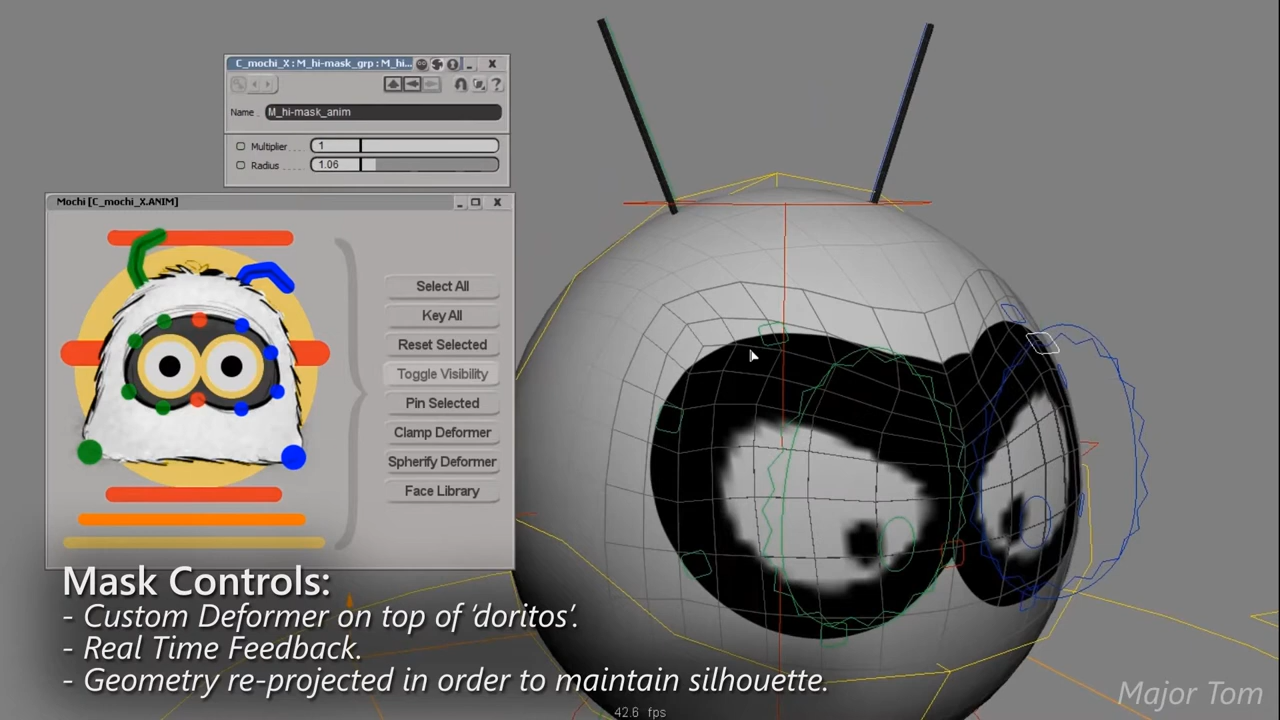 C_mochi_X : M_hi-mask_grp : M_hi...
Name
M_hi-mask_anim
Multiplier
1
Radius
1.06
Mochi [C_mochi_X.ANIM]
Select All
Key All
Reset Selected
Toggle Visibility
Pin Selected
Clamp Deformer
Spherify Deformer
Face Library
Mask Controls:
- Custom Deformer on top of ‘doritos’.
- Real Time Feedback.
- Geometry re-projected in order to maintain silhouette.
Major Tom
42.6 fps